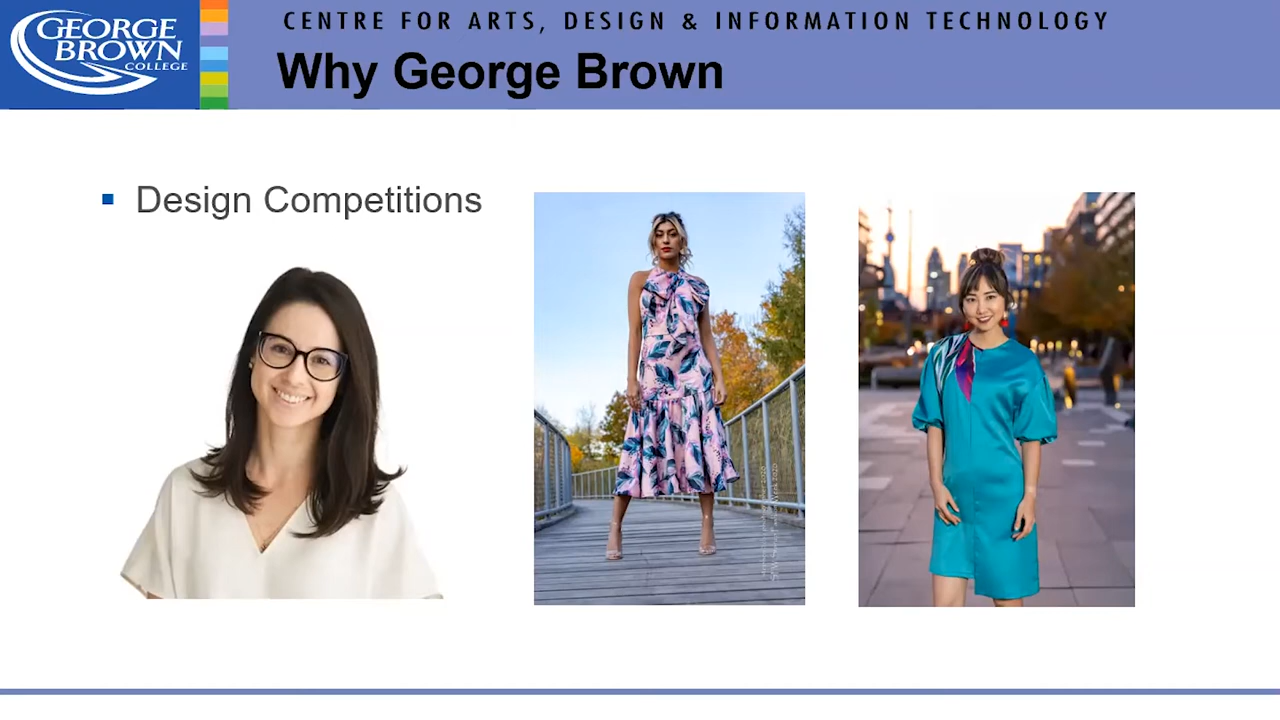 GEORGE
BROWN
COLLEGE
CENTRE FOR ARTS, DESIGN & INFORMATION TECHNOLOGY
Why George Brown
Design Competitions